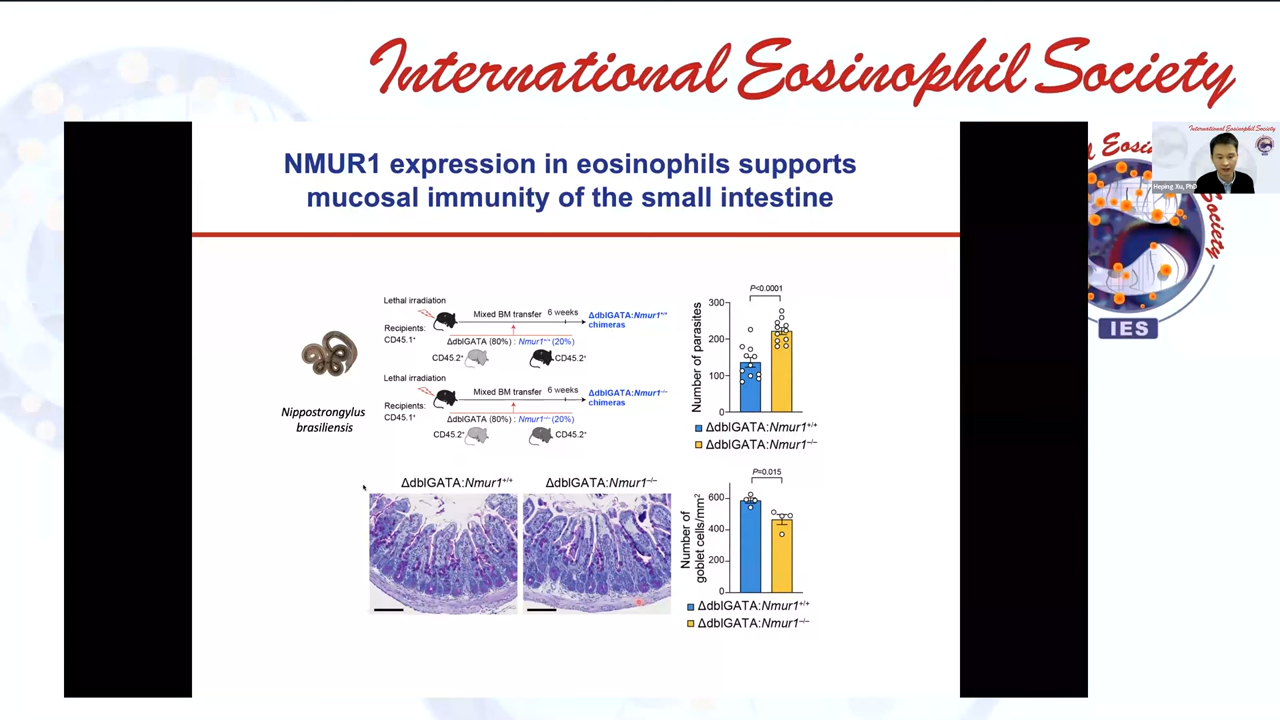 International Eosinophil Society
NMUR1 expression in eosinophils supports
mucosal immunity of the small intestine
International Eosinophil Society
Heping Xu, PhD
IES
Nippostrongylus
brasiliensis
Lethal irradiation
Recipients:
CD45.1⁺
Mixed BM transfer
6 weeks
ΔdblGATA:Nmur1⁺/⁺
chimeras
ΔdblGATA (80%) : Nmur1⁺/⁺ (20%)
CD45.2⁺
CD45.2⁺
Lethal irradiation
Recipients:
CD45.1⁺
Mixed BM transfer
6 weeks
ΔdblGATA:Nmur1⁻/⁻
chimeras
ΔdblGATA (80%) : Nmur1⁻/⁻ (20%)
CD45.2⁺
CD45.2⁺
P<0.0001
Number of parasites
300
200
100
0
ΔdblGATA:Nmur1⁺/⁺
ΔdblGATA:Nmur1⁻/⁻
ΔdblGATA:Nmur1⁺/⁺
ΔdblGATA:Nmur1⁻/⁻
P=0.015
Number of
goblet cells/mm²
600
400
200
0
ΔdblGATA:Nmur1⁺/⁺
ΔdblGATA:Nmur1⁻/⁻